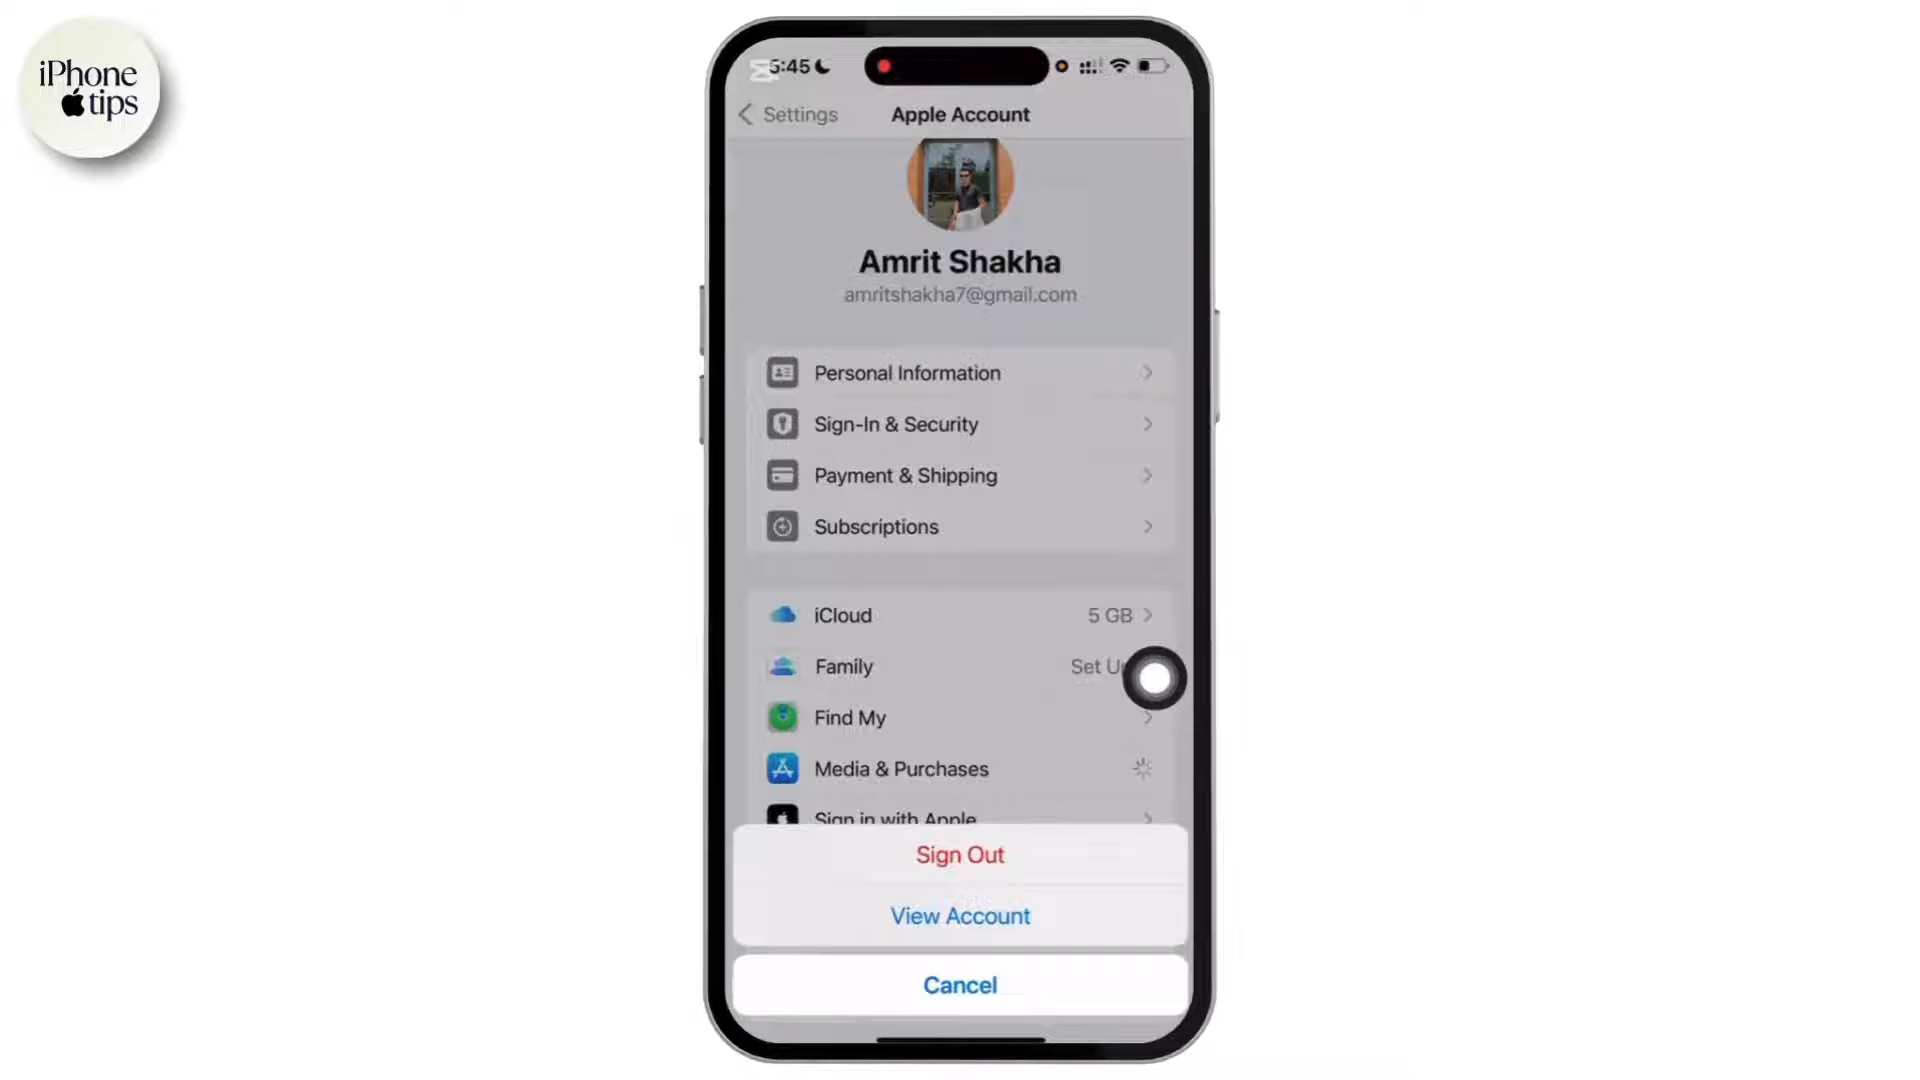 iPhone
tips
5:45
Settings
Apple Account
Amrit Shakha
amritshakha7@gmail.com
Personal Information
Sign-In & Security
Payment & Shipping
Subscriptions
iCloud 5 GB
Family Set U
Find My
Media & Purchases
Sign in with Apple
Sign Out
View Account
Cancel